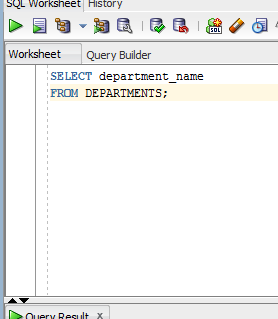 SQL Worksheet History
Worksheet Query Builder
SELECT department_name
FROM DEPARTMENTS;
Query Result x